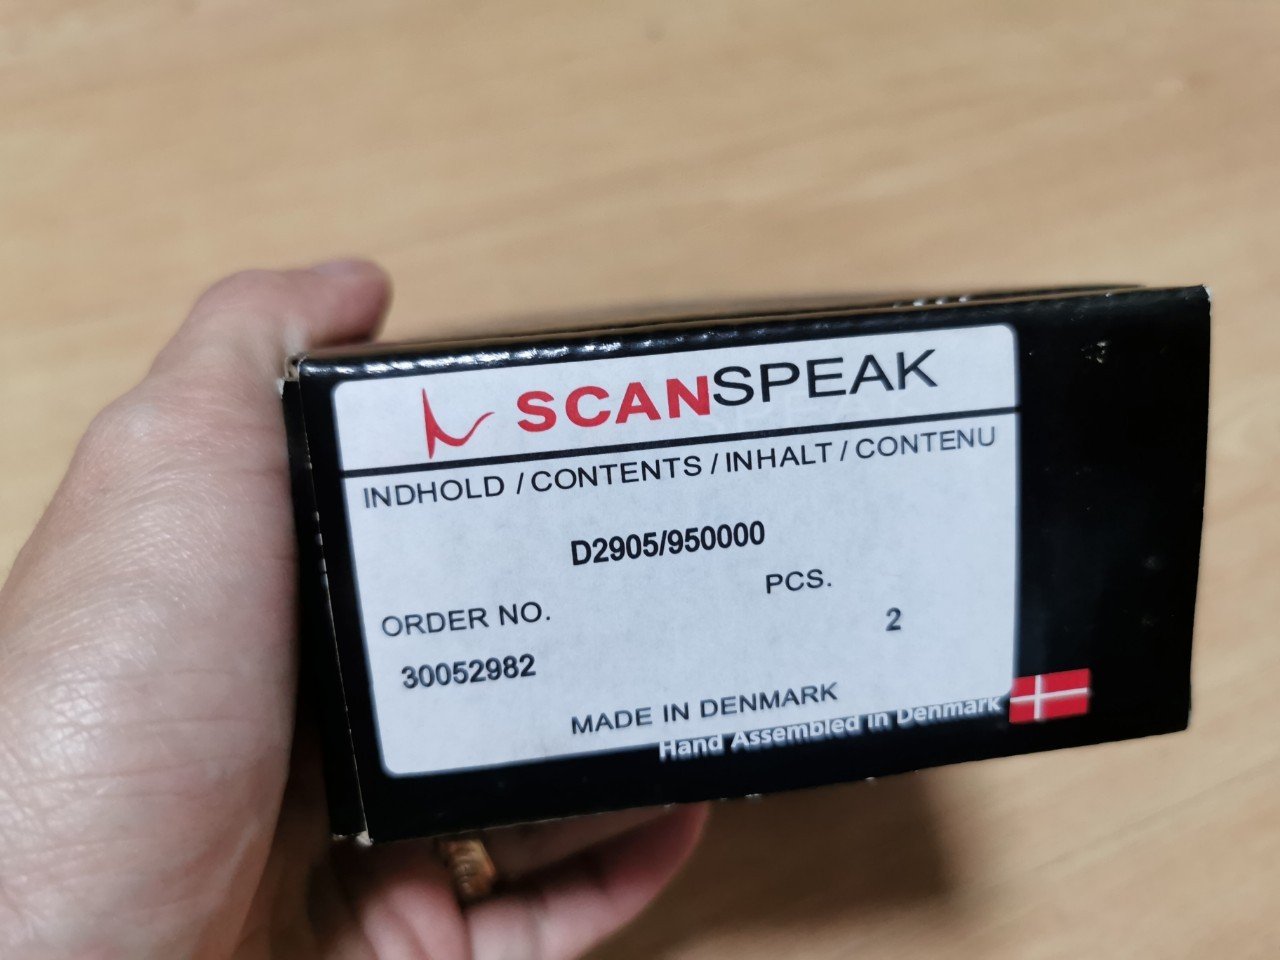 SCANSPEAK
INDHOLD / CONTENTS / INHALT / CONTENU
D2905/950000
PCS.
ORDER NO.
2
30052982
MADE IN DENMARK
Hand Assembled in Denmark